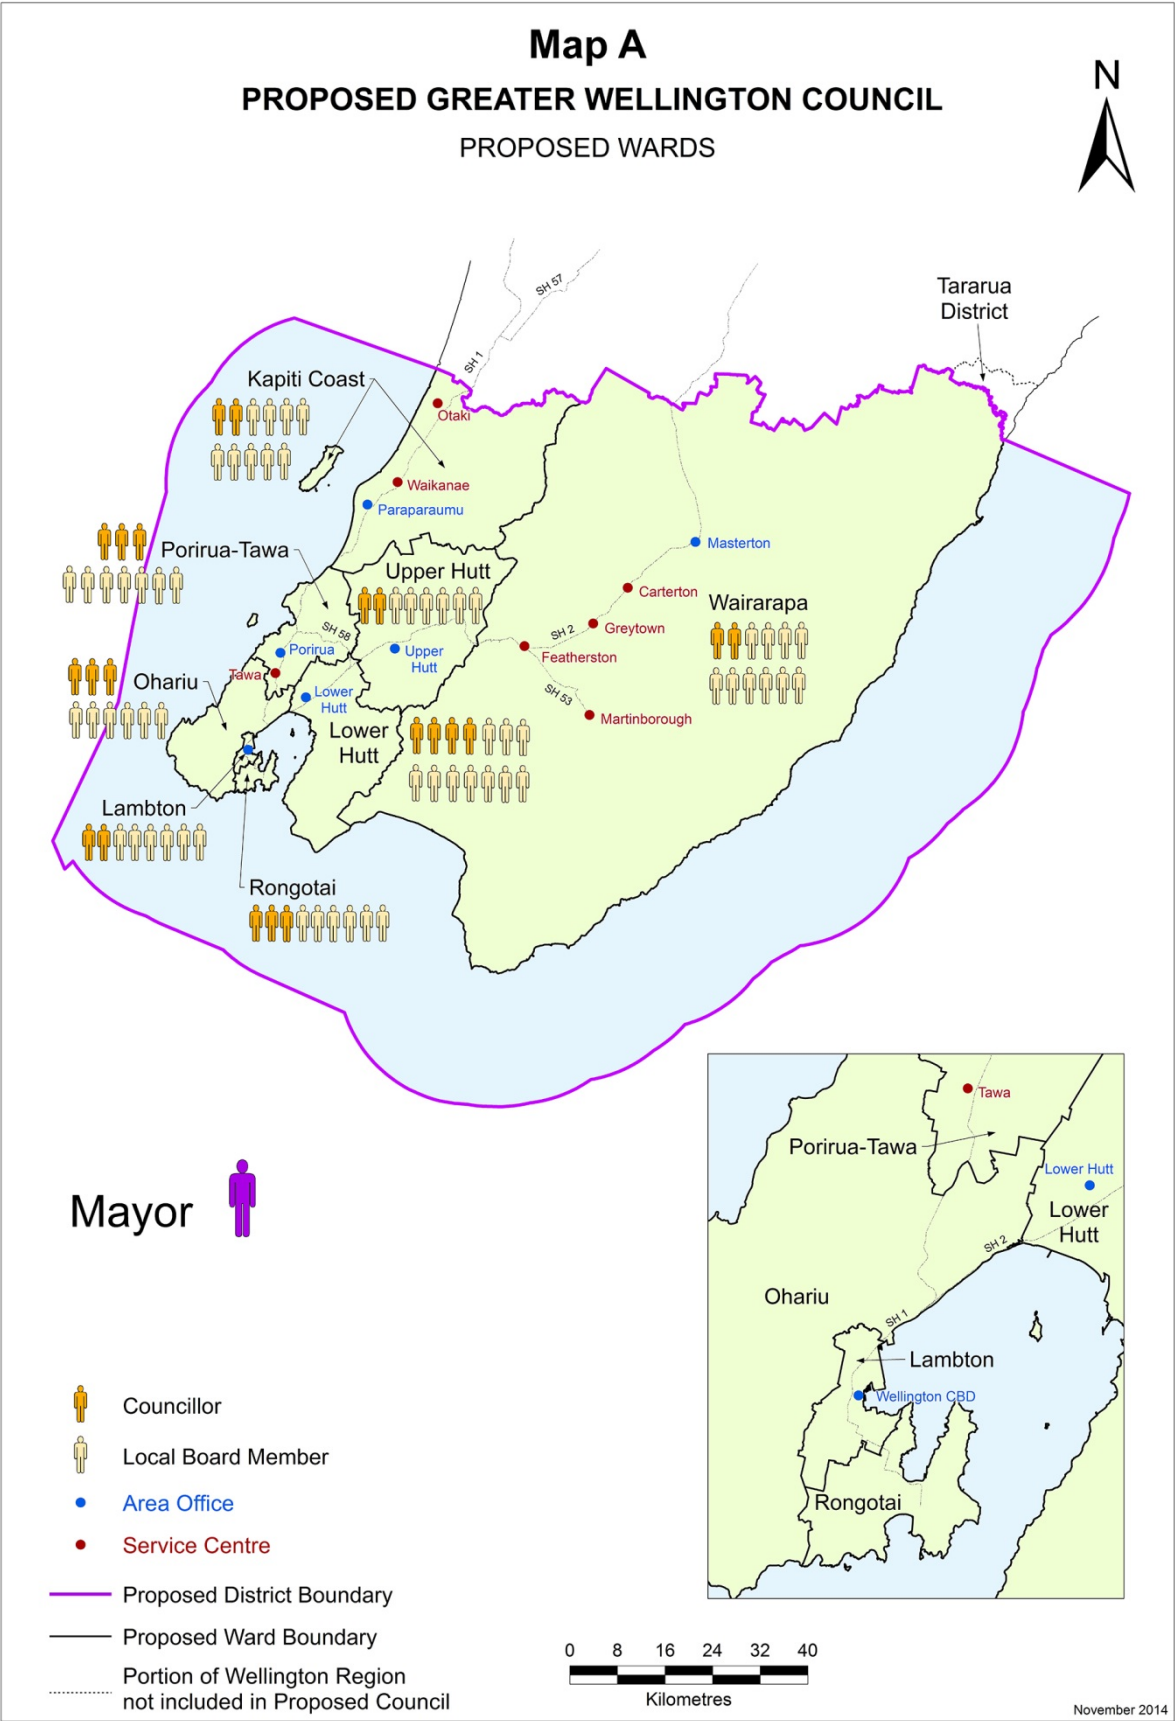 Map A
PROPOSED GREATER WELLINGTON COUNCIL
PROPOSED WARDS
N
SH 57
SH 1
Tararua
District
Kapiti Coast
Otaki
Waikanae
Paraparaumu
Masterton
Porirua-Tawa
Upper Hutt
Carterton
Wairarapa
Greytown
SH 2
SH 58
Porirua
Upper
Hutt
Featherston
Tawa
Ohariu
Lower
Hutt
SH 53
Martinborough
Lower
Hutt
Lambton
Rongotai
Tawa
Porirua-Tawa
Lower Hutt
Lower
Hutt
SH 2
Ohariu
SH 1
Lambton
Wellington CBD
Rongotai
Mayor
Councillor
Local Board Member
Area Office
Service Centre
Proposed District Boundary
Proposed Ward Boundary
Portion of Wellington Region
not included in Proposed Council
0 8 16 24 32 40
Kilometres
November 2014